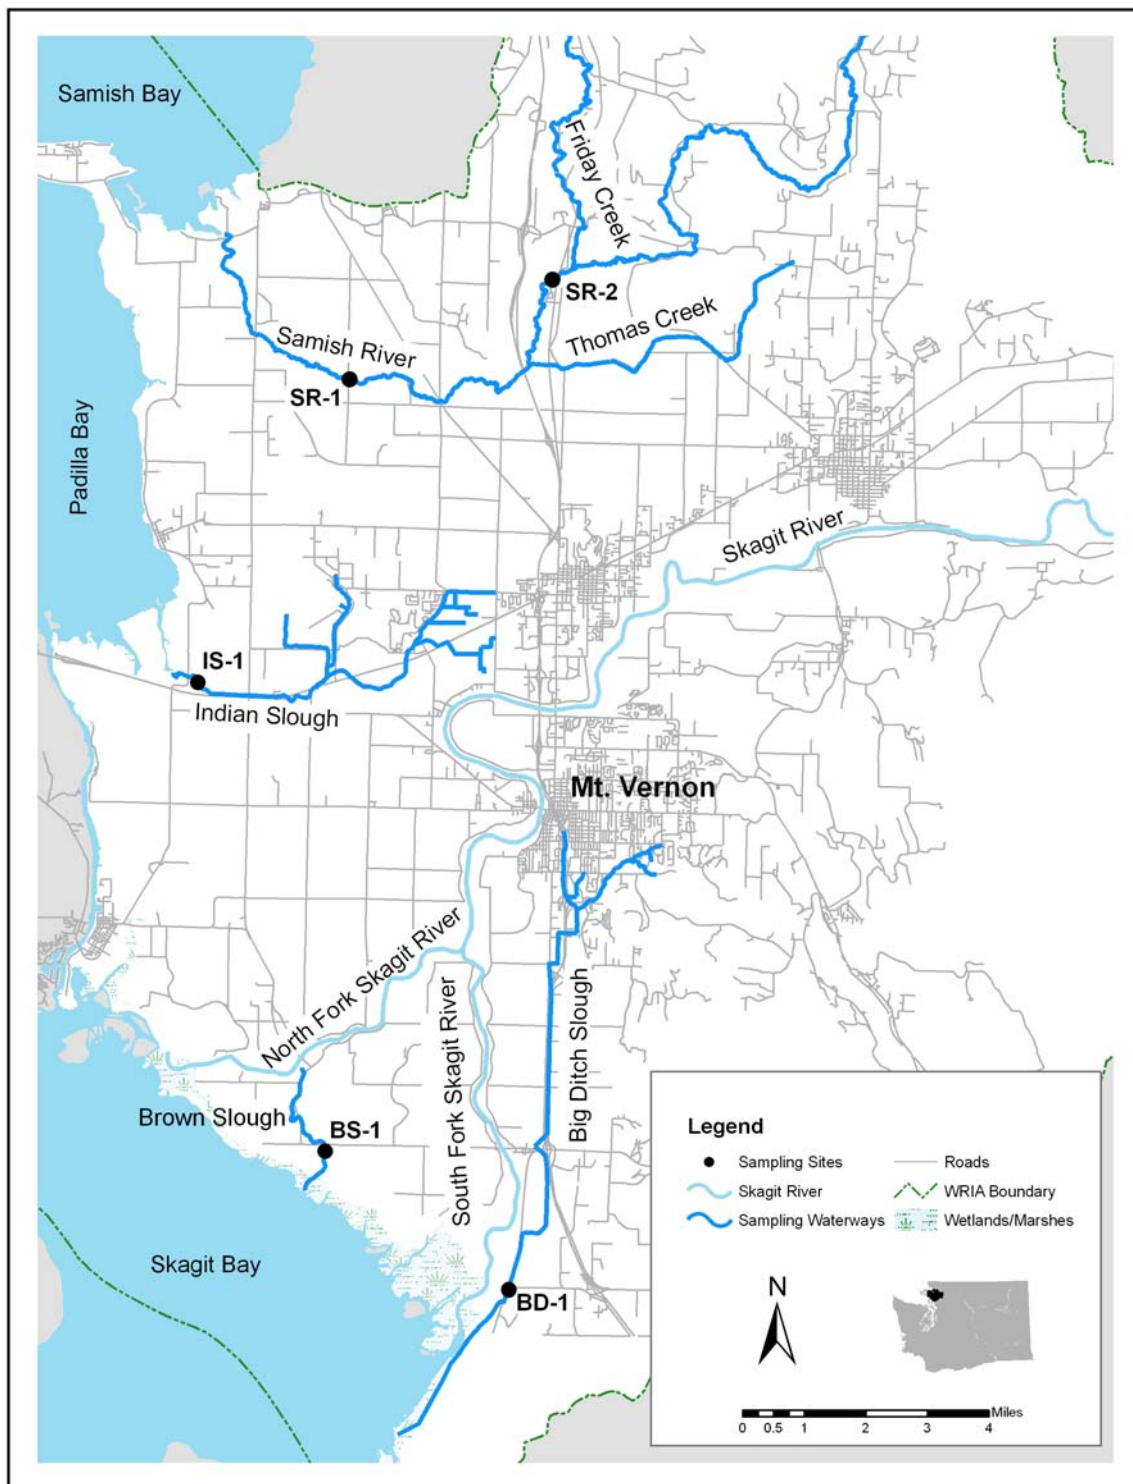 Samish Bay
Friday Creek
SR-2
Thomas Creek
Samish River
SR-1
Padilla Bay
Skagit River
IS-1
Indian Slough
Mt. Vernon
North Fork Skagit River
South Fork Skagit River
Big Ditch Slough
Brown Slough
BS-1
Skagit Bay
BD-1
Legend
Sampling Sites
Roads
Skagit River
WRIA Boundary
Sampling Waterways
Wetlands/Marshes
N
Miles
0 0.5 1 2 3 4